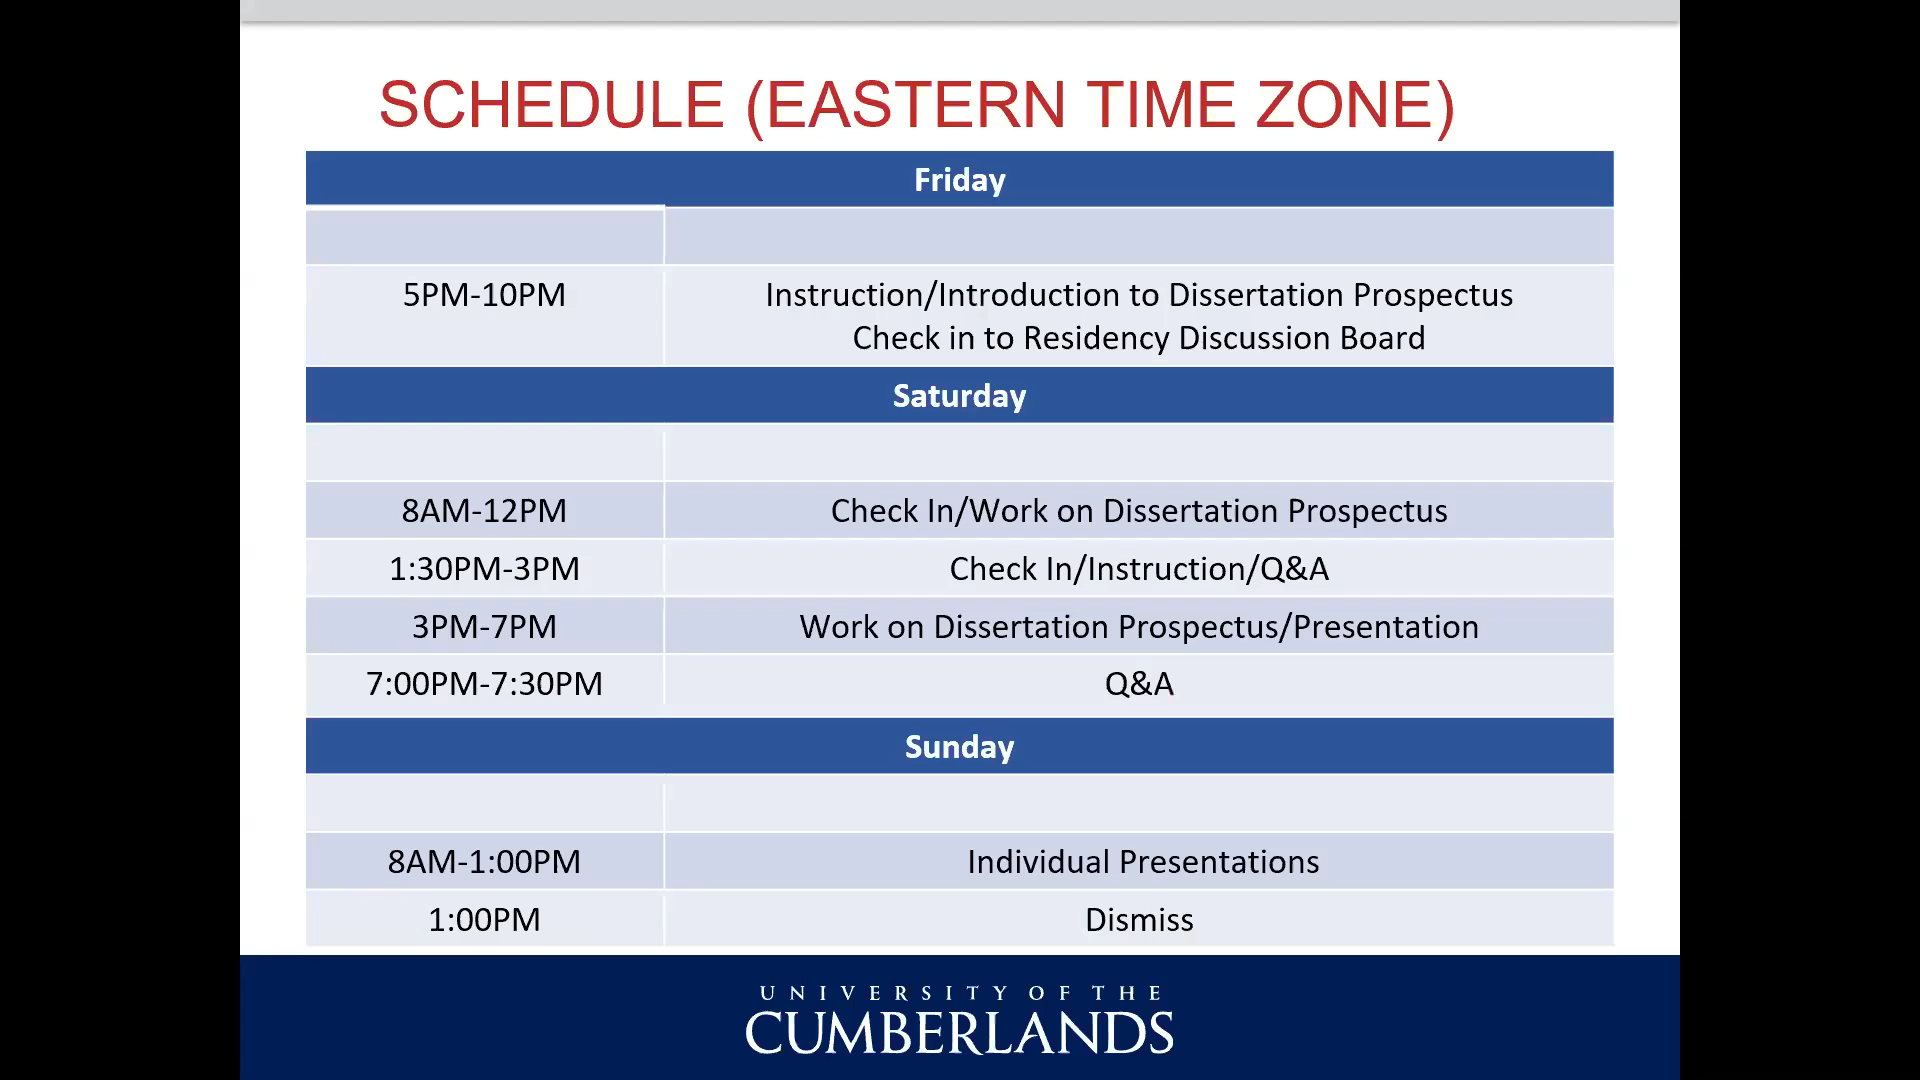 SCHEDULE (EASTERN TIME ZONE)
Friday
5PM-10PM
Instruction/Introduction to Dissertation Prospectus
Check in to Residency Discussion Board
Saturday
8AM-12PM
Check In/Work on Dissertation Prospectus
1:30PM-3PM
Check In/Instruction/Q&A
3PM-7PM
Work on Dissertation Prospectus/Presentation
7:00PM-7:30PM
Q&A
Sunday
8AM-1:00PM
Individual Presentations
1:00PM
Dismiss
UNIVERSITY OF THE
CUMBERLANDS